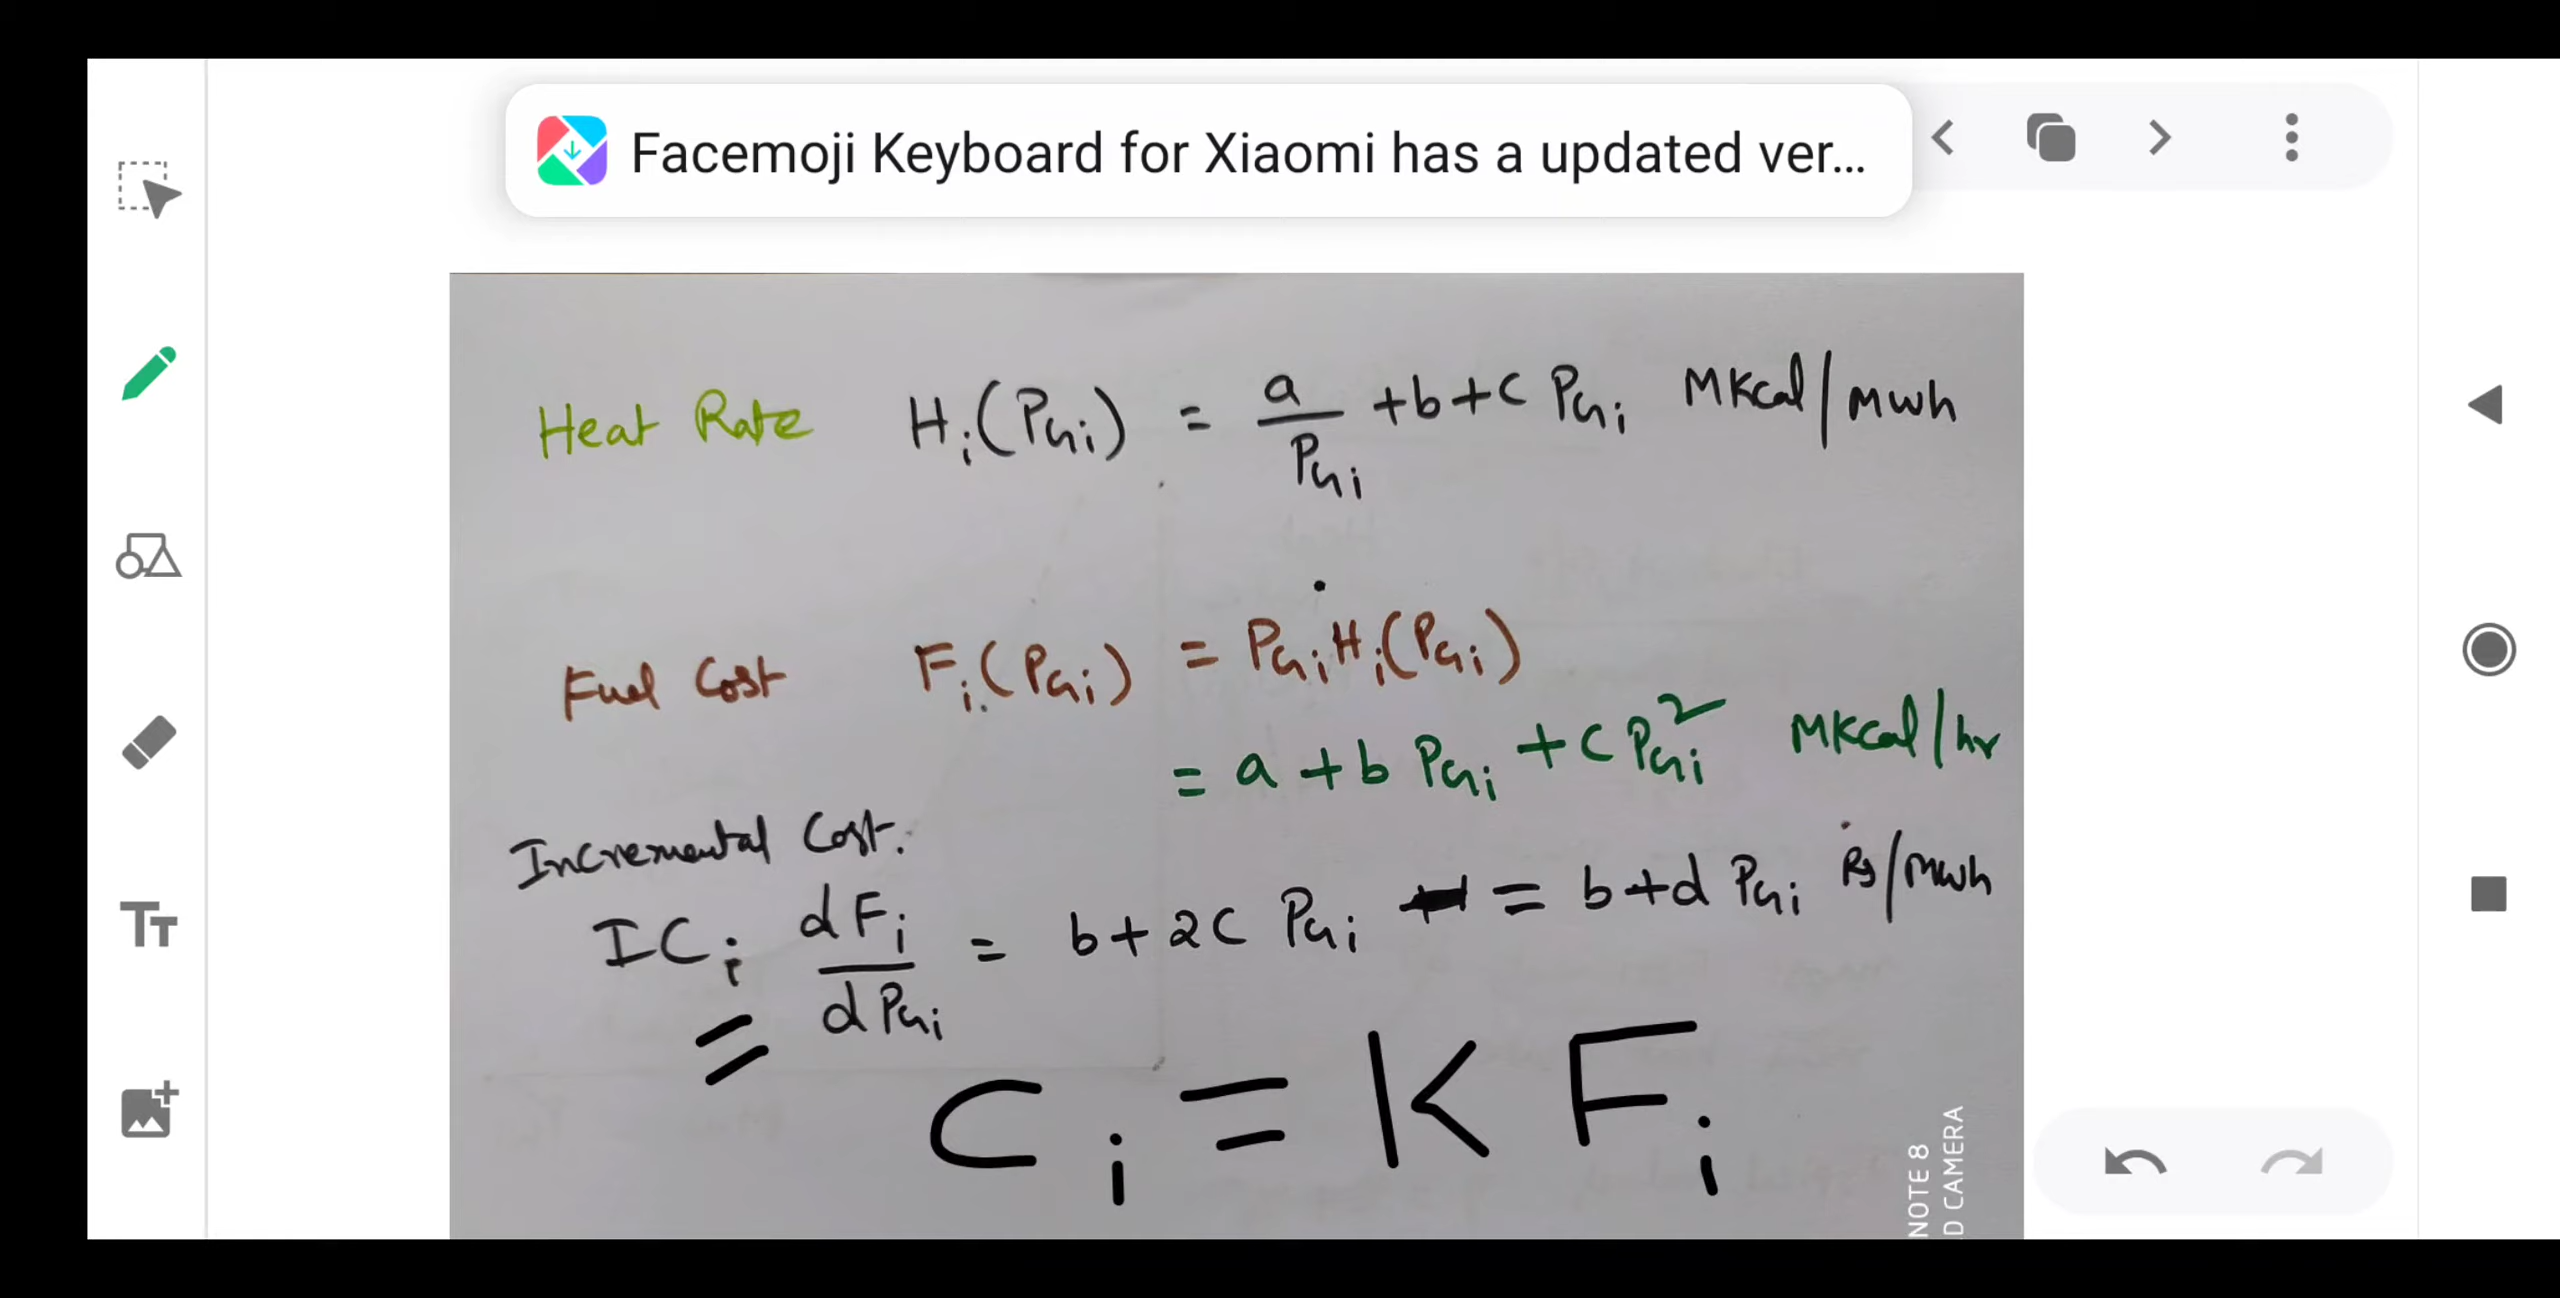 Facemoji Keyboard for Xiaomi has a updated ver...
Heat Rate Hᵢ(PGᵢ) = a/PGᵢ + b + c PGᵢ MKcal/Mwh
Fuel Cost Fᵢ(PGᵢ) = PGᵢHᵢ(PGᵢ)
= a + b PGᵢ + c PGᵢ² MKcal/hr
Incremental Cost.
ICᵢ = dFᵢ/dPGᵢ = b + 2c PGᵢ = b + d PGᵢ Rs/Mwh
Cᵢ = K Fᵢ
NOTE 8
D CAMERA
Tт